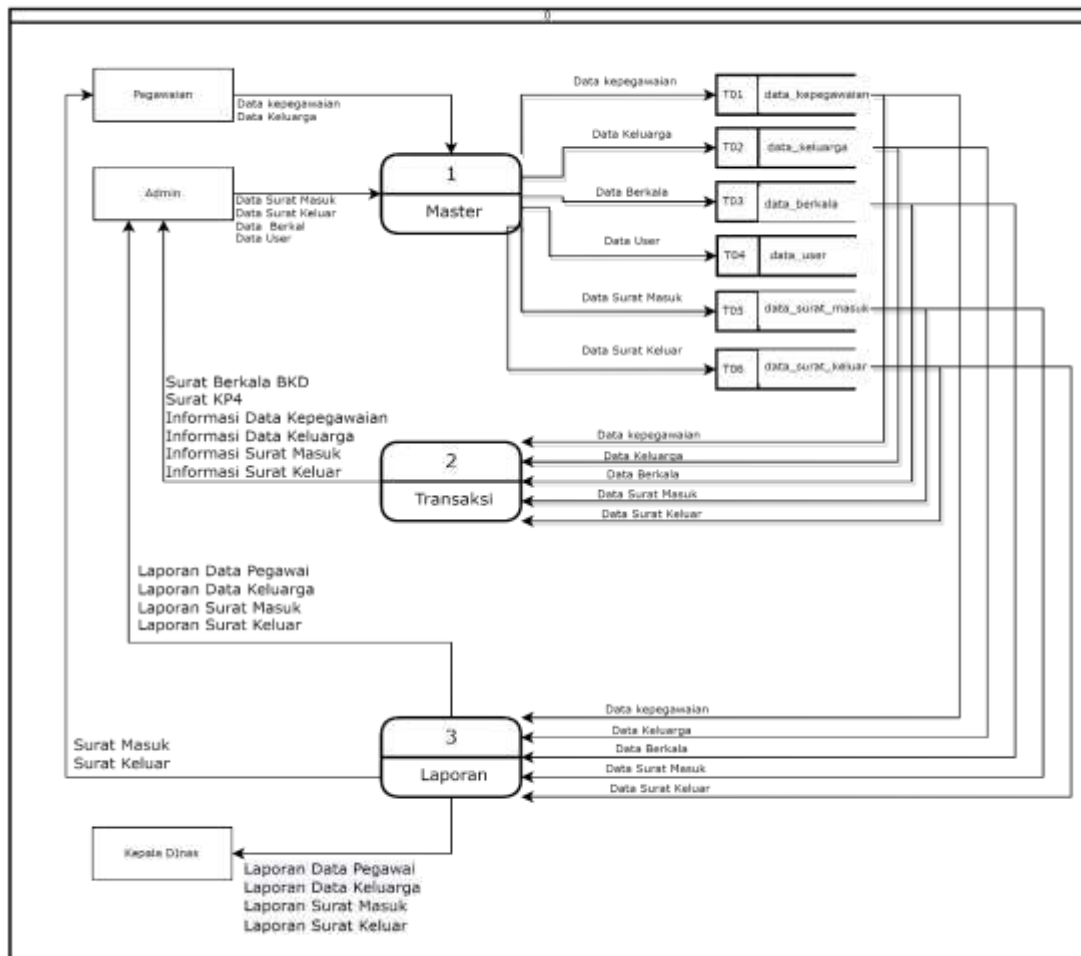 0
Pegawaian
Data kepegawaian
Data Keluarga
Admin
Data Surat Masuk
Data Surat Keluar
Data Berkal
Data User
1
Master
Data kepegawaian
Data Keluarga
Data Berkala
Data User
Data Surat Masuk
Data Surat Keluar
T01 data_kepegawaian
T02 data_keluarga
T03 data_berkala
T04 data_user
T05 data_surat_masuk
T06 data_surat_keluar
Surat Berkala BKD
Surat KP4
Informasi Data Kepegawaian
Informasi Data Keluarga
Informasi Surat Masuk
Informasi Surat Keluar
2
Transaksi
Data kepegawaian
Data Keluarga
Data Berkala
Data Surat Masuk
Data Surat Keluar
Laporan Data Pegawai
Laporan Data Keluarga
Laporan Surat Masuk
Laporan Surat Keluar
3
Laporan
Data kepegawaian
Data Keluarga
Data Berkala
Data Surat Masuk
Data Surat Keluar
Surat Masuk
Surat Keluar
Kepala DInas
Laporan Data Pegawai
Laporan Data Keluarga
Laporan Surat Masuk
Laporan Surat Keluar